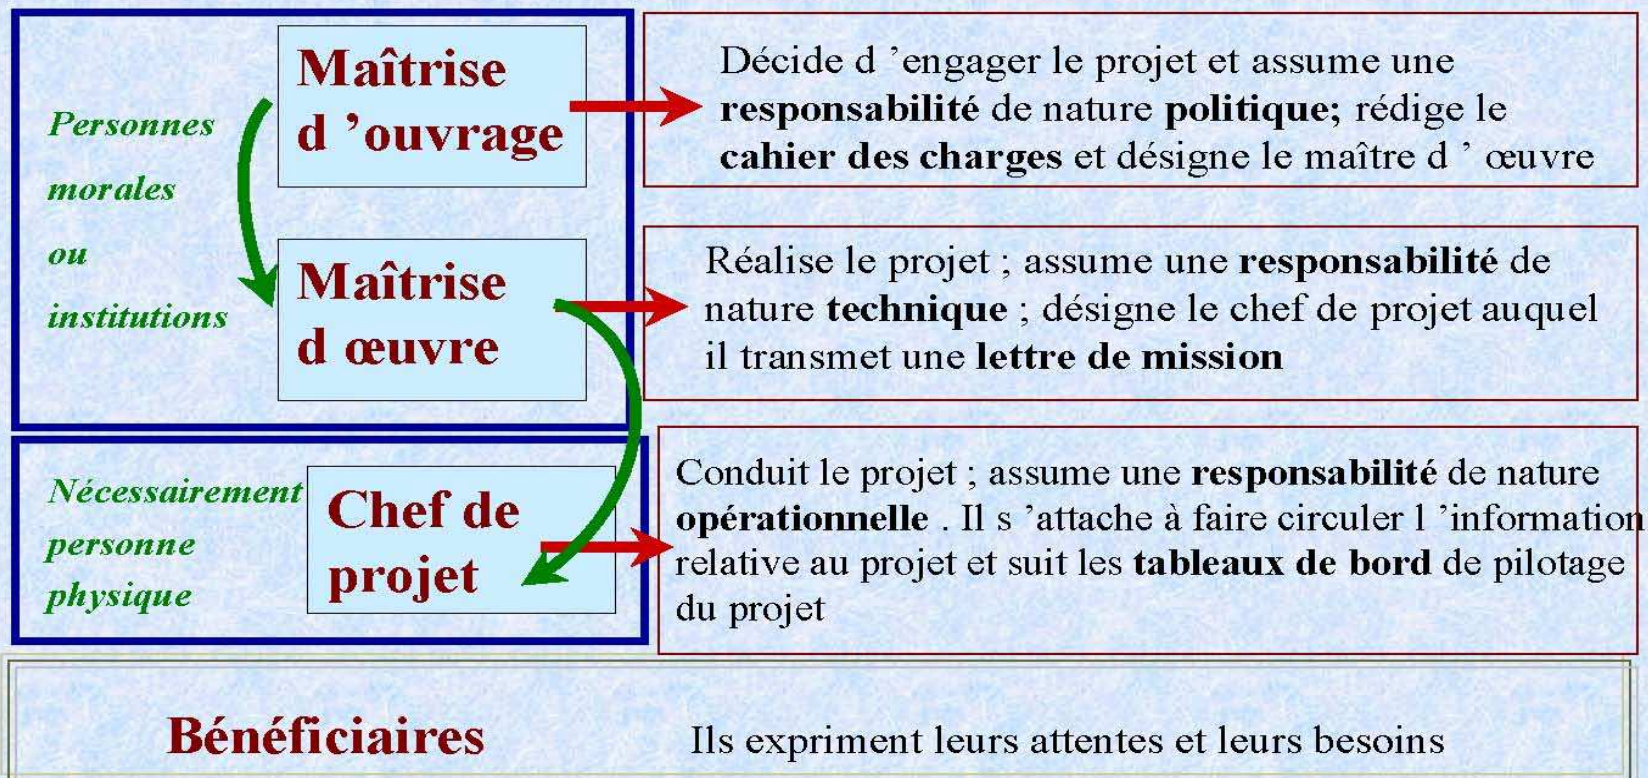 Personnes
morales
ou
institutions
Maîtrise
d ’ouvrage
Décide d ’engager le projet et assume une
responsabilité de nature politique; rédige le
cahier des charges et désigne le maître d ’ œuvre
Maîtrise
d œuvre
Réalise le projet ; assume une responsabilité de
nature technique ; désigne le chef de projet auquel
il transmet une lettre de mission
Nécessairement
personne
physique
Chef de
projet
Conduit le projet ; assume une responsabilité de nature
opérationnelle . Il s ’attache à faire circuler l ’information
relative au projet et suit les tableaux de bord de pilotage
du projet
Bénéficiaires
Ils expriment leurs attentes et leurs besoins